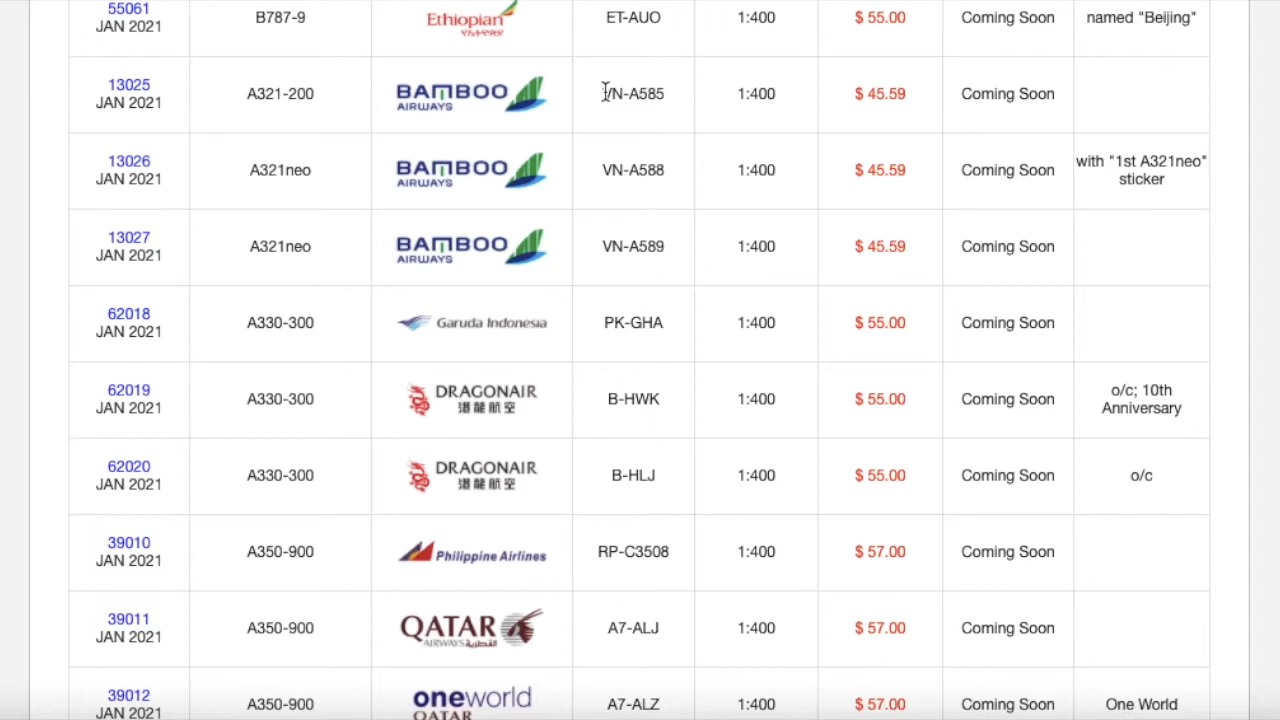 55061
JAN 2021
B787-9
Ethiopian
ET-AUO
1:400
$ 55.00
Coming Soon
named "Beijing"
13025
JAN 2021
A321-200
BAMBOO
AIRWAYS
VN-A585
1:400
$ 45.59
Coming Soon
13026
JAN 2021
A321neo
BAMBOO
AIRWAYS
VN-A588
1:400
$ 45.59
Coming Soon
with "1st A321neo"
sticker
13027
JAN 2021
A321neo
BAMBOO
AIRWAYS
VN-A589
1:400
$ 45.59
Coming Soon
62018
JAN 2021
A330-300
Garuda Indonesia
PK-GHA
1:400
$ 55.00
Coming Soon
62019
JAN 2021
A330-300
DRAGONAIR
港龍航空
B-HWK
1:400
$ 55.00
Coming Soon
o/c; 10th
Anniversary
62020
JAN 2021
A330-300
DRAGONAIR
港龍航空
B-HLJ
1:400
$ 55.00
Coming Soon
o/c
39010
JAN 2021
A350-900
Philippine Airlines
RP-C3508
1:400
$ 57.00
Coming Soon
39011
JAN 2021
A350-900
QATAR
AIRWAYS القطرية
A7-ALJ
1:400
$ 57.00
Coming Soon
39012
JAN 2021
A350-900
oneworld
QATAR
A7-ALZ
1:400
$ 57.00
Coming Soon
One World